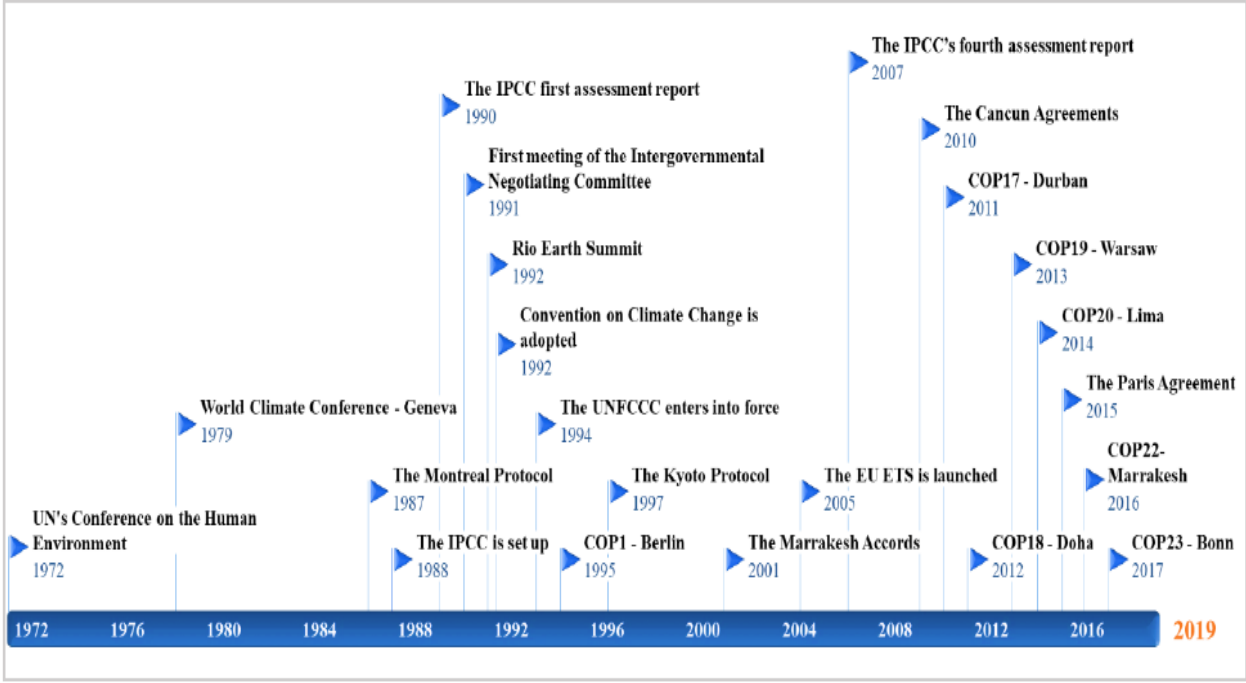 The IPCC's fourth assessment report
2007
The IPCC first assessment report
1990
The Cancun Agreements
2010
First meeting of the Intergovernmental
Negotiating Committee
1991
COP17 - Durban
2011
Rio Earth Summit
1992
COP19 - Warsaw
2013
Convention on Climate Change is
adopted
1992
COP20 - Lima
2014
The Paris Agreement
2015
World Climate Conference - Geneva
1979
The UNFCCC enters into force
1994
COP22-
Marrakesh
2016
The Montreal Protocol
1987
The Kyoto Protocol
1997
The EU ETS is launched
2005
UN's Conference on the Human
Environment
1972
The IPCC is set up
1988
COP1 - Berlin
1995
The Marrakesh Accords
2001
COP18 - Doha
2012
COP23 - Bonn
2017
1972 1976 1980 1984 1988 1992 1996 2000 2004 2008 2012 2016 2019